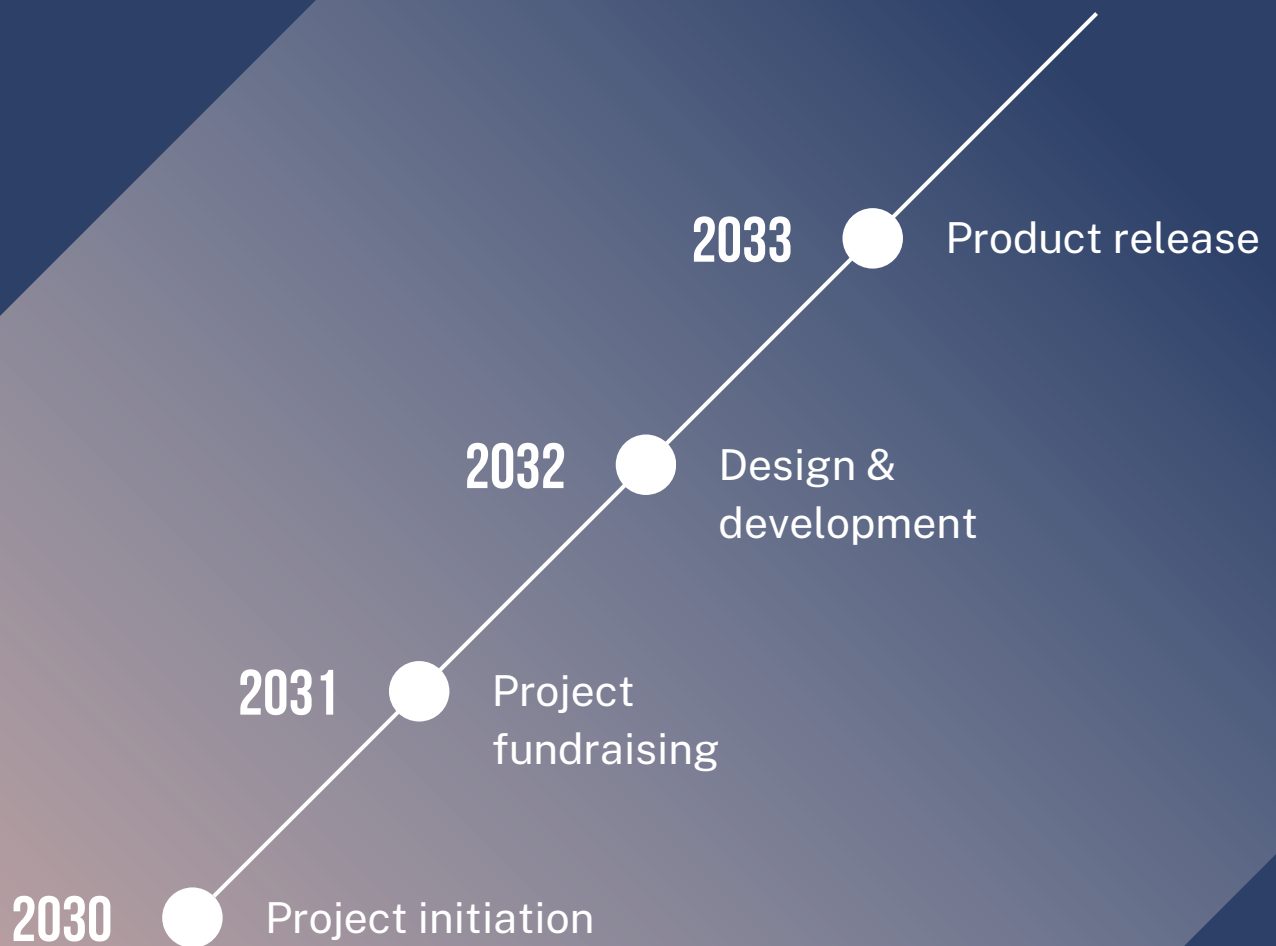 2033
Product release
2032
Design &
development
2031
Project
fundraising
2030
Project initiation